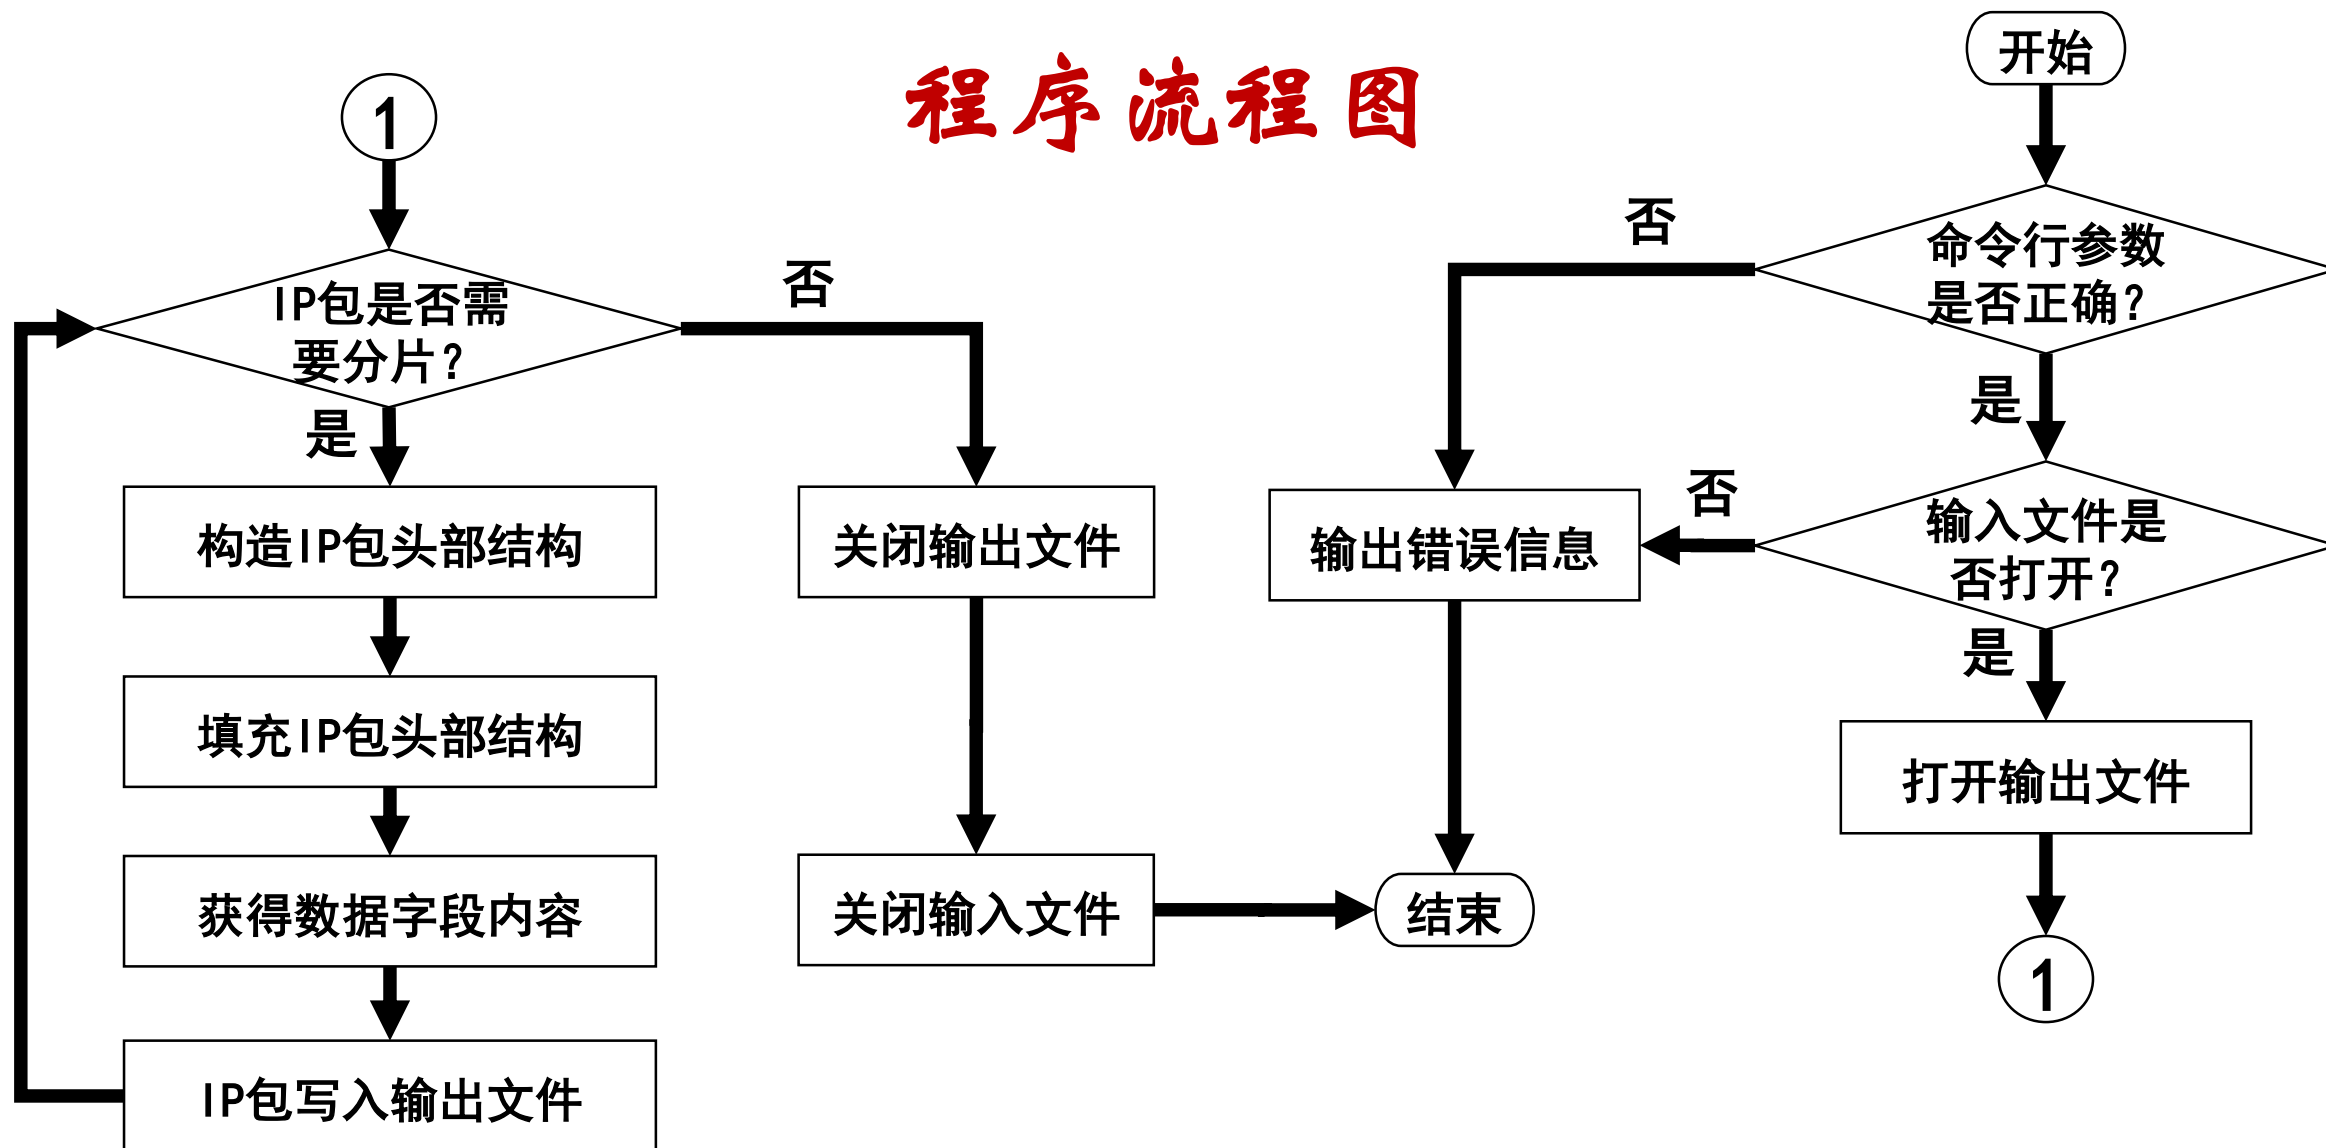 程序流程图
开始
命令行参数
是否正确?
否
是
输入文件是
否打开?
否
是
打开输出文件
1
输出错误信息
结束
1
IP包是否需
要分片?
否
是
构造IP包头部结构
填充IP包头部结构
获得数据字段内容
IP包写入输出文件
关闭输出文件
关闭输入文件